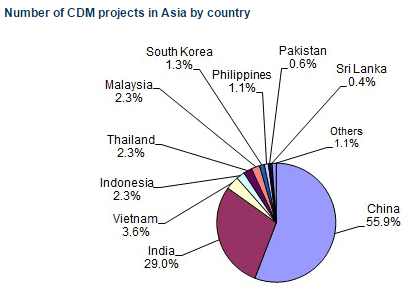 Number of CDM projects in Asia by country
South Korea
1.3%
Pakistan
0.6%
Philippines
1.1%
Sri Lanka
0.4%
Malaysia
2.3%
Others
1.1%
Thailand
2.3%
Indonesia
2.3%
Vietnam
3.6%
China
55.9%
India
29.0%